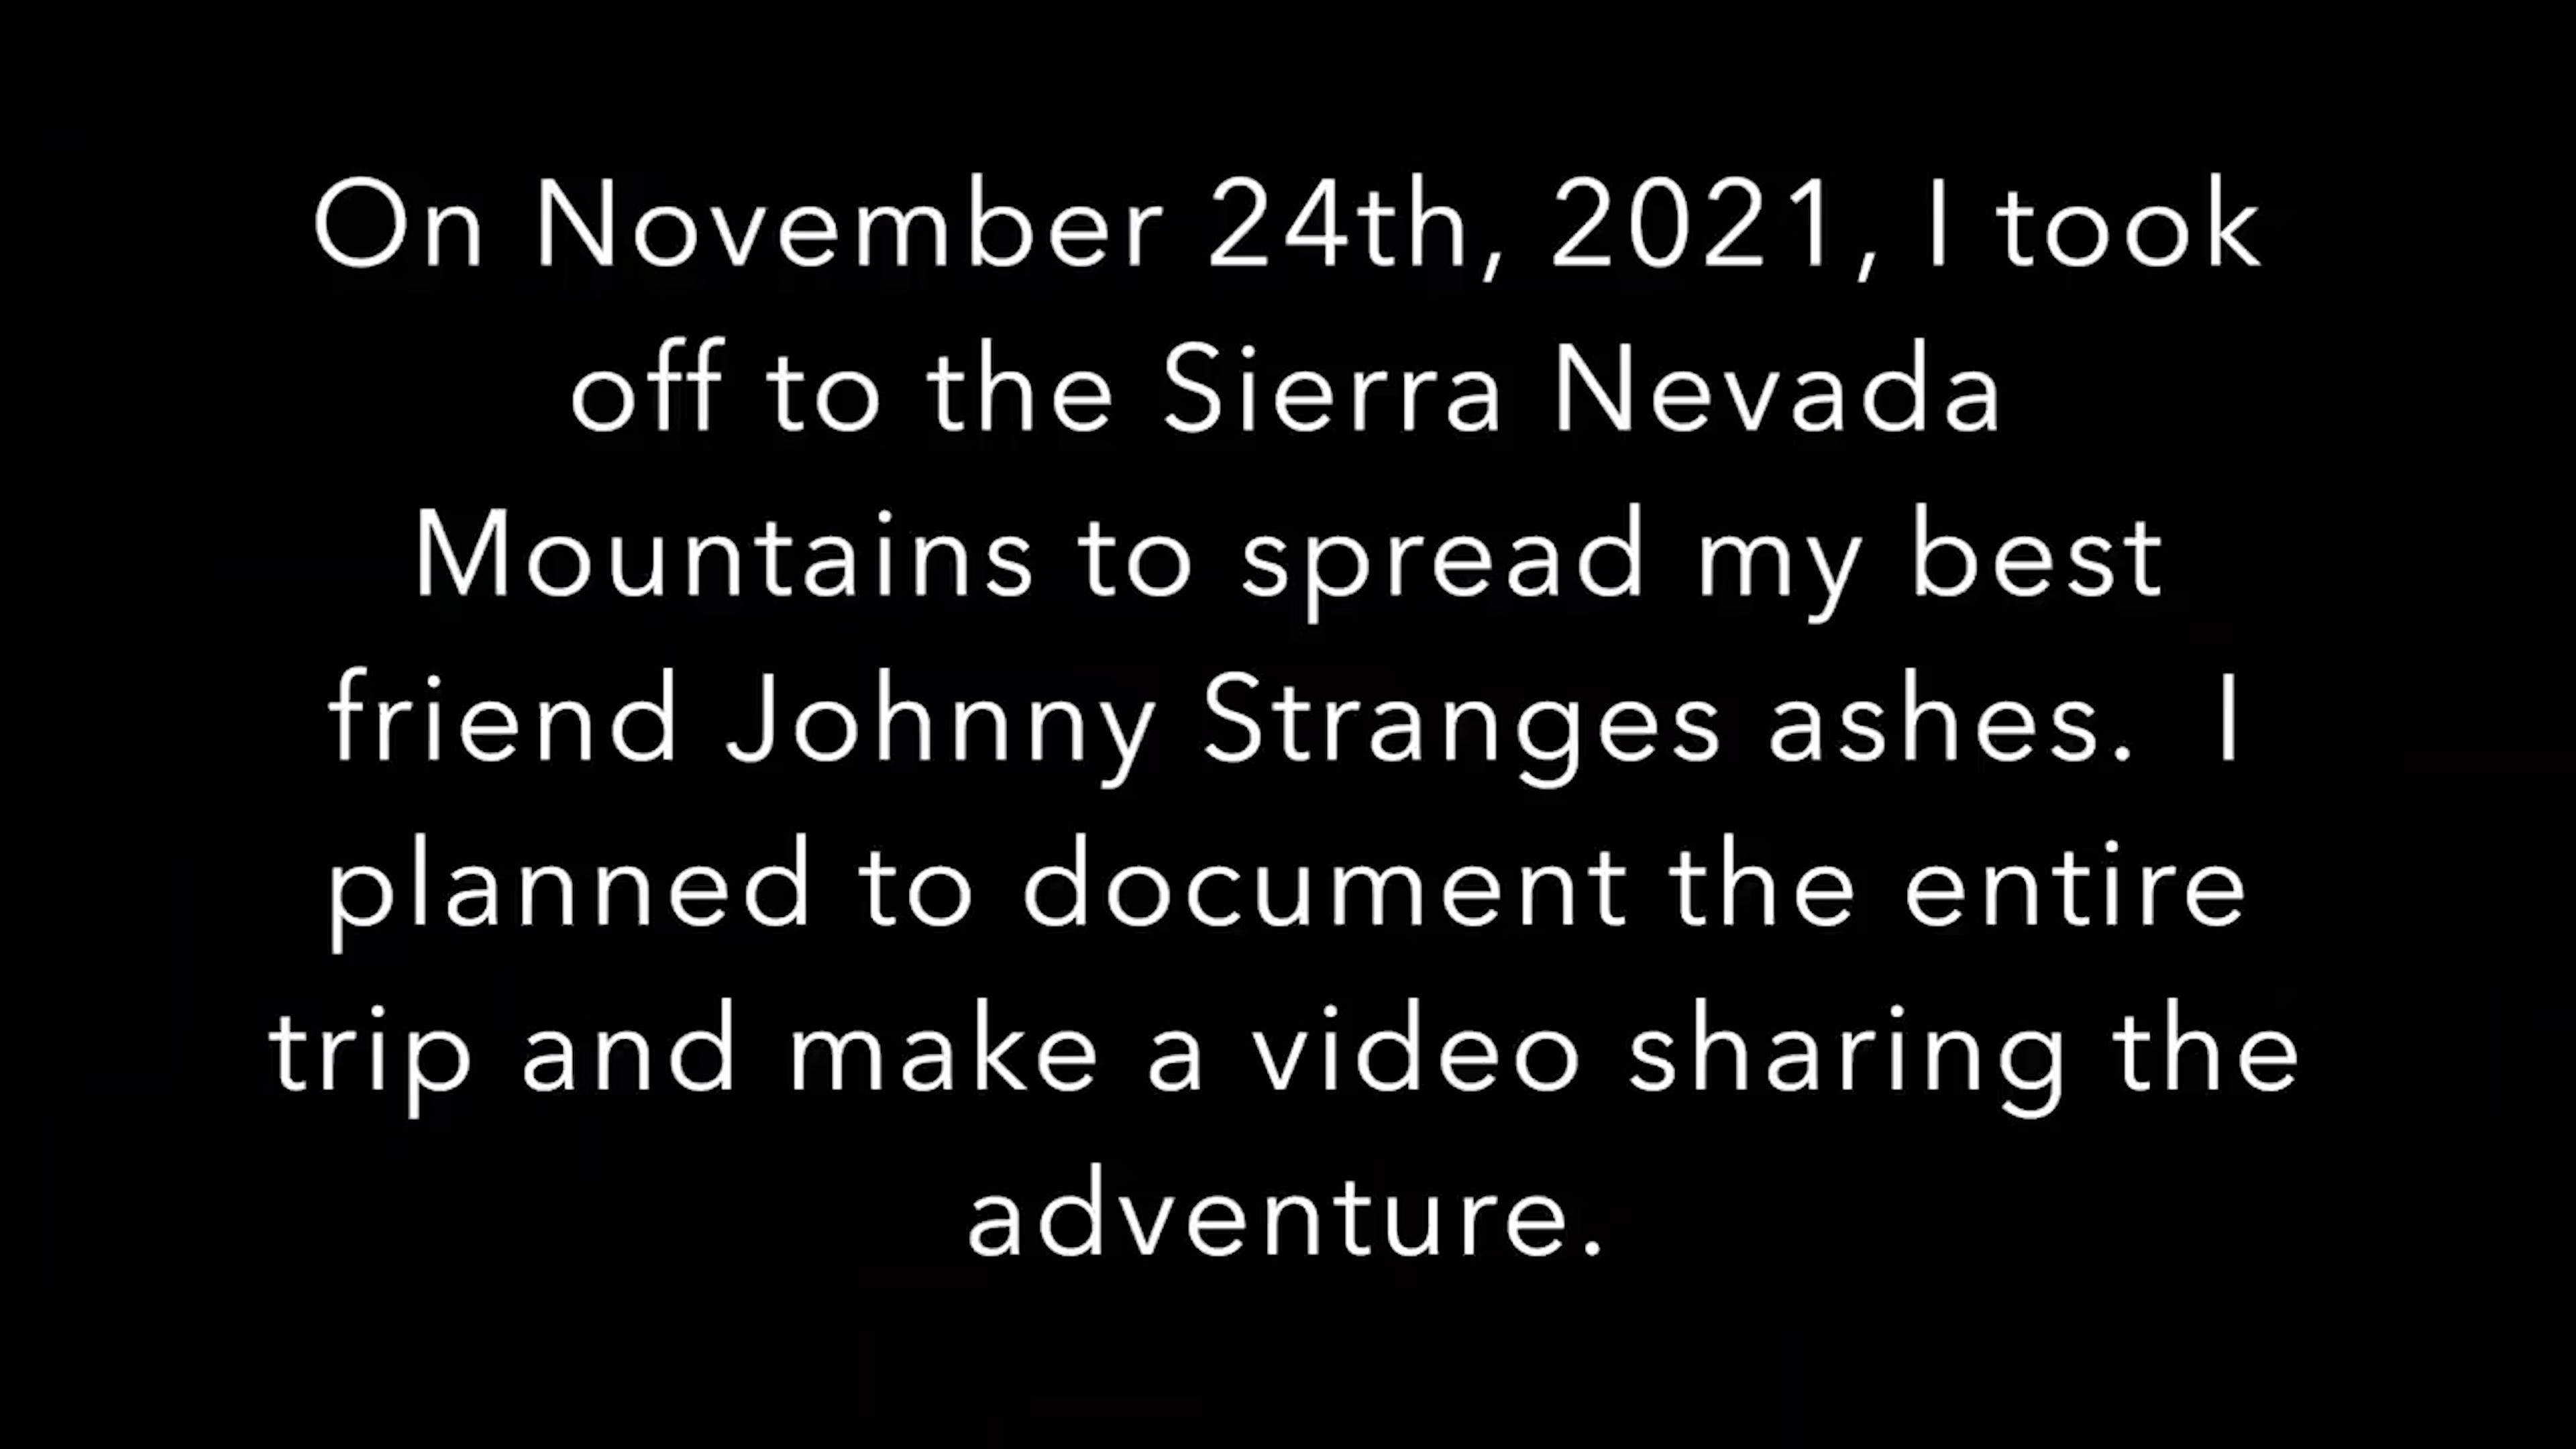 On November 24th, 2021, I took
off to the Sierra Nevada
Mountains to spread my best
friend Johnny Stranges ashes.  I
planned to document the entire
trip and make a video sharing the
adventure.